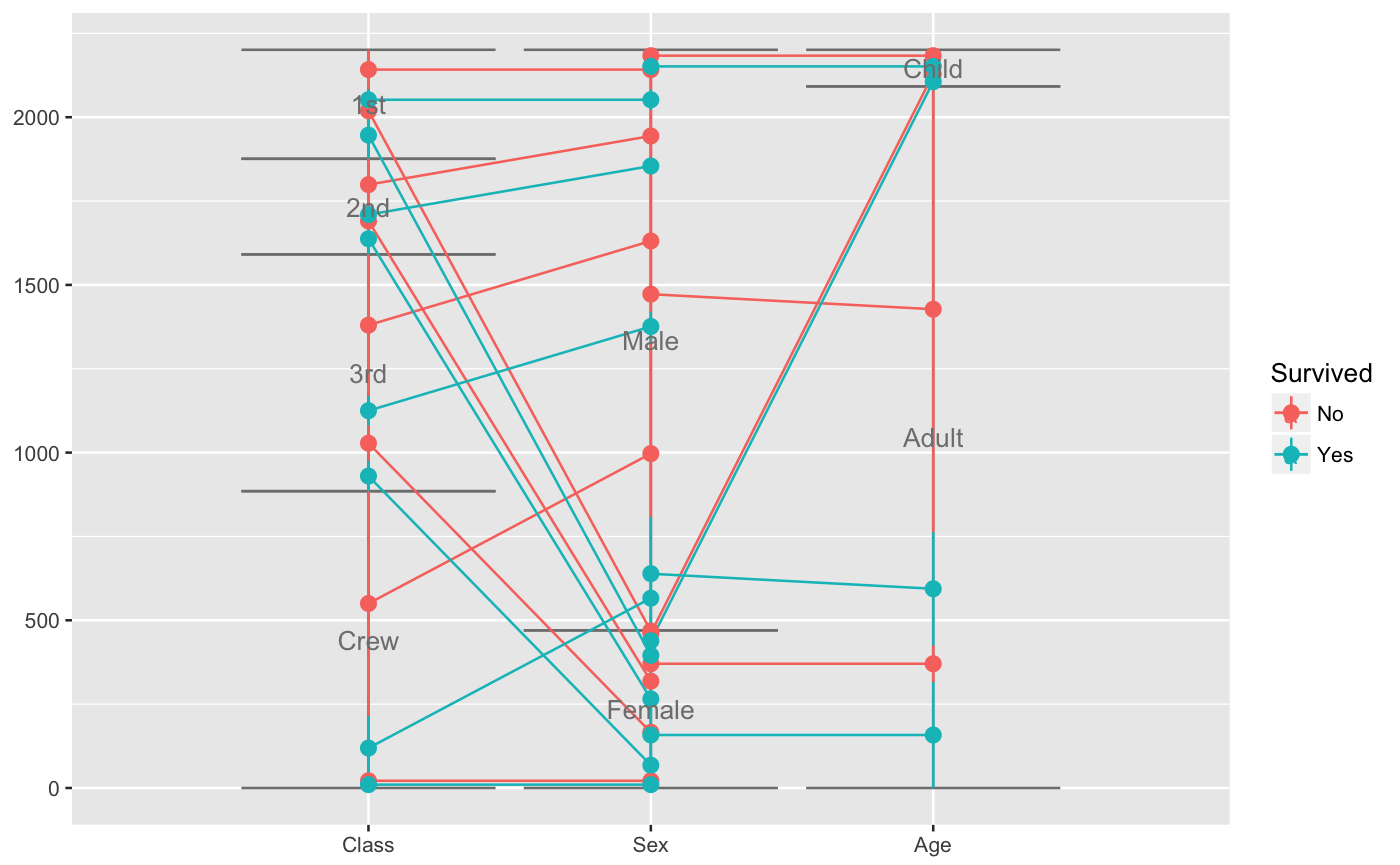 2000
1500
1000
500
0
1st
2nd
3rd
Crew
Male
Female
Child
Adult
Class
Sex
Age
Survived
No
Yes